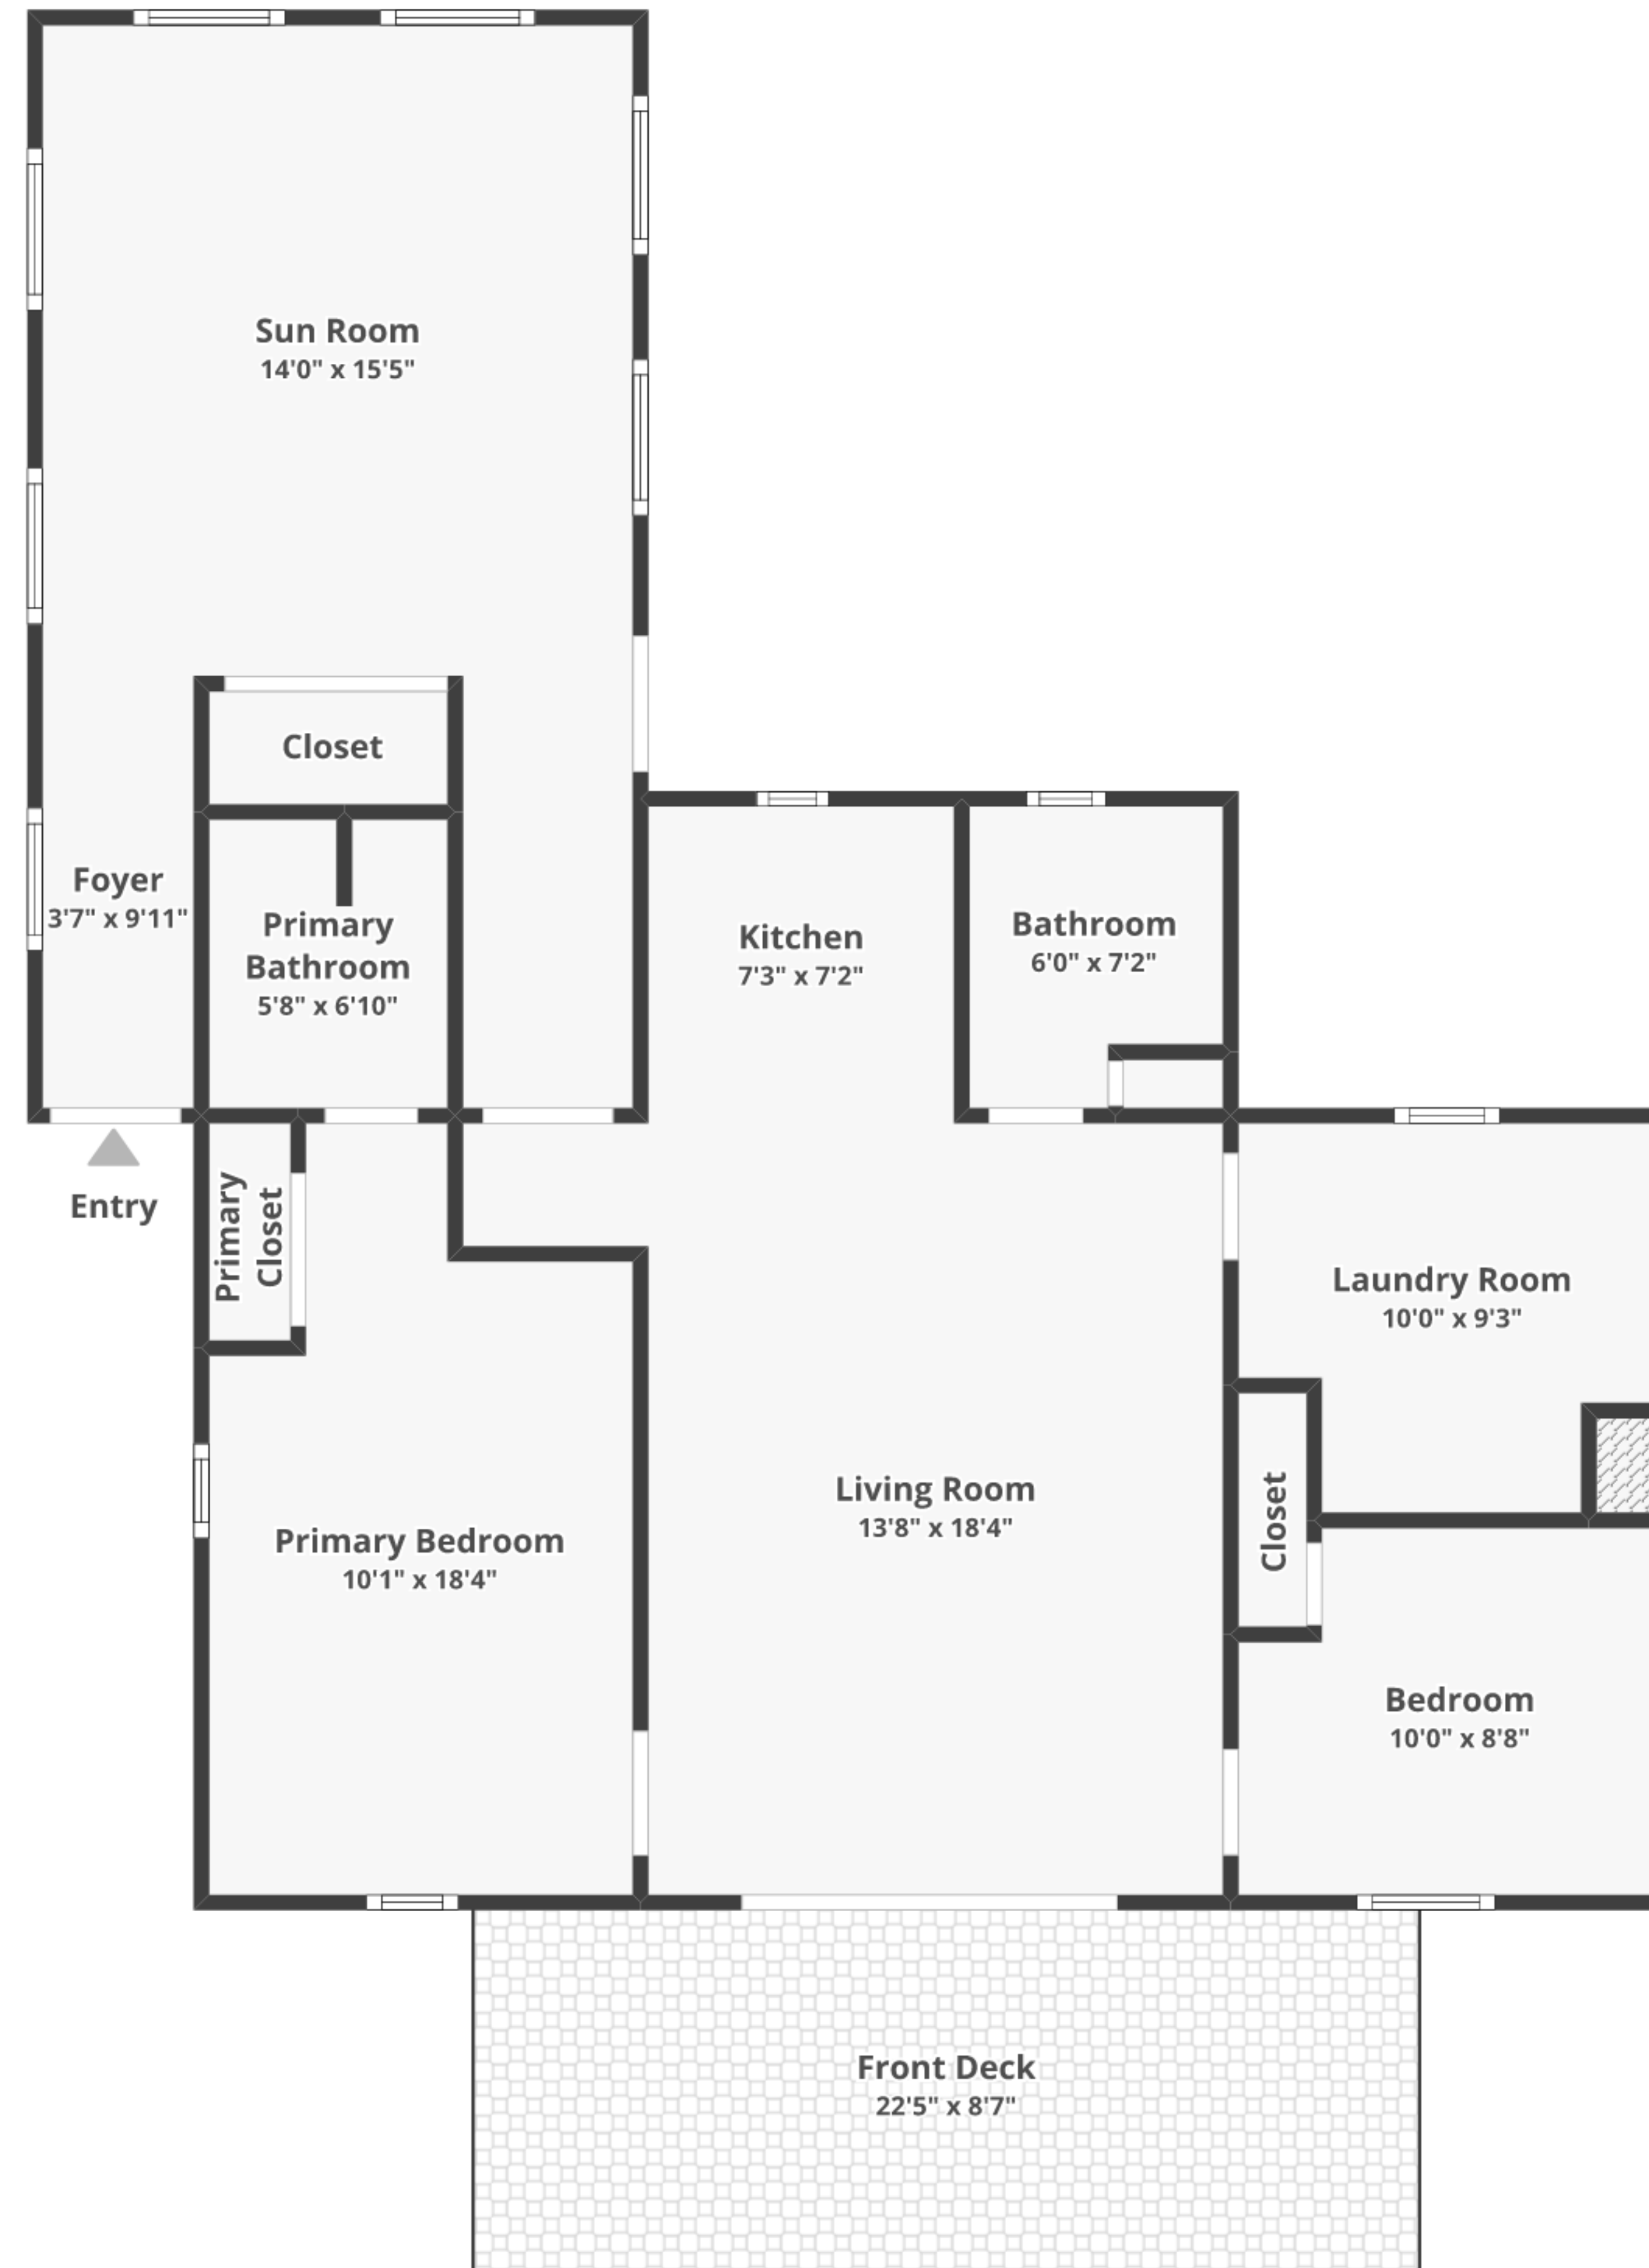 Sun Room
14'0" x 15'5"
Closet
Foyer
3'7" x 9'11"
Primary
Bathroom
5'8" x 6'10"
Kitchen
7'3" x 7'2"
Bathroom
6'0" x 7'2"
Entry
Primary
Closet
Laundry Room
10'0" x 9'3"
Living Room
13'8" x 18'4"
Closet
Primary Bedroom
10'1" x 18'4"
Bedroom
10'0" x 8'8"
Front Deck
22'5" x 8'7"